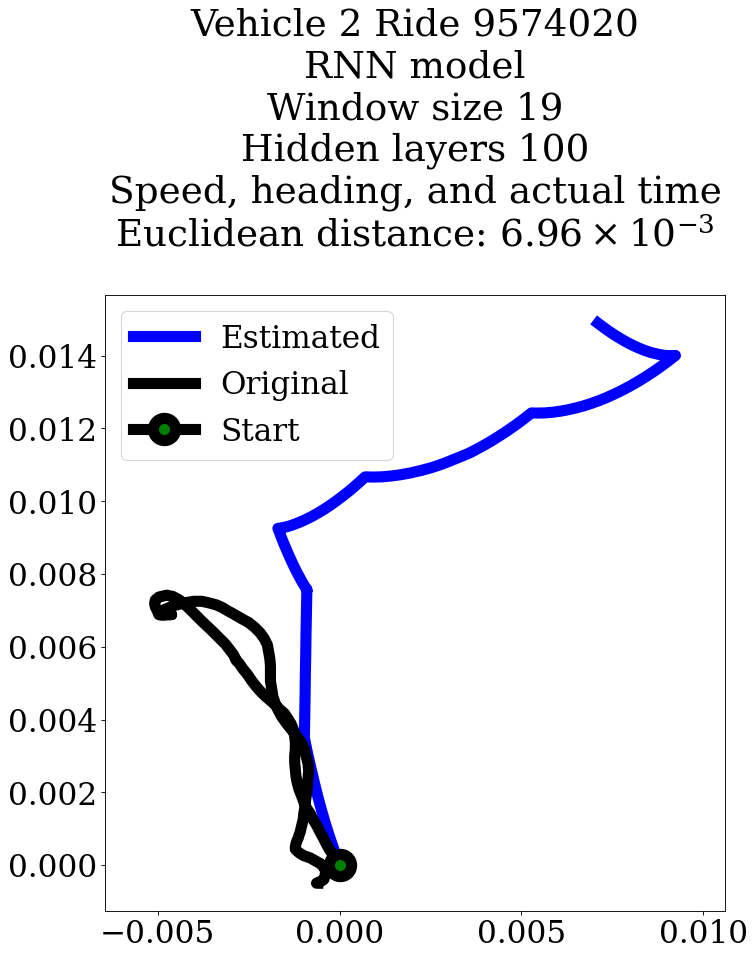 Vehicle 2 Ride 9574020
RNN model
Window size 19
Hidden layers 100
Speed, heading, and actual time
Euclidean distance: 6.96 × 10⁻³
Estimated
Original
Start
0.014
0.012
0.010
0.008
0.006
0.004
0.002
0.000
−0.005 0.000 0.005 0.010